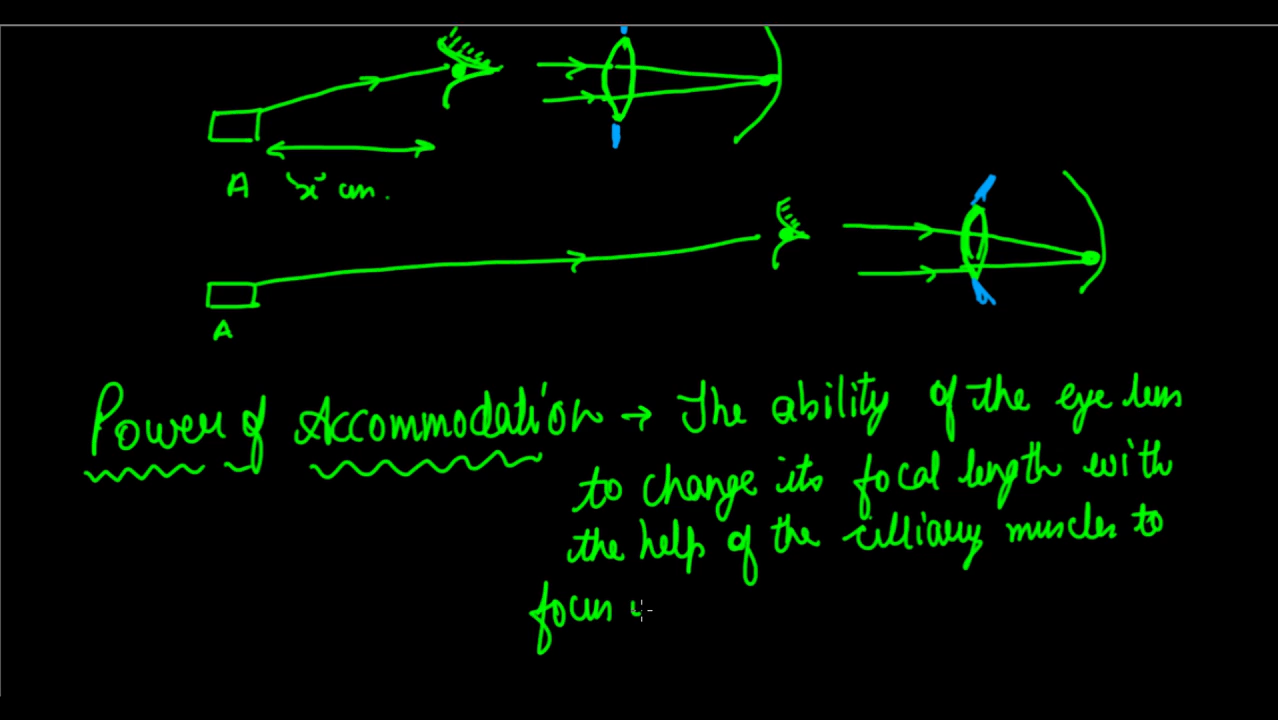 A 'x' cm.
A
Power of Accommodation → The ability of the eye lens
to change its focal length with
the help of the cilliary muscles to
focus